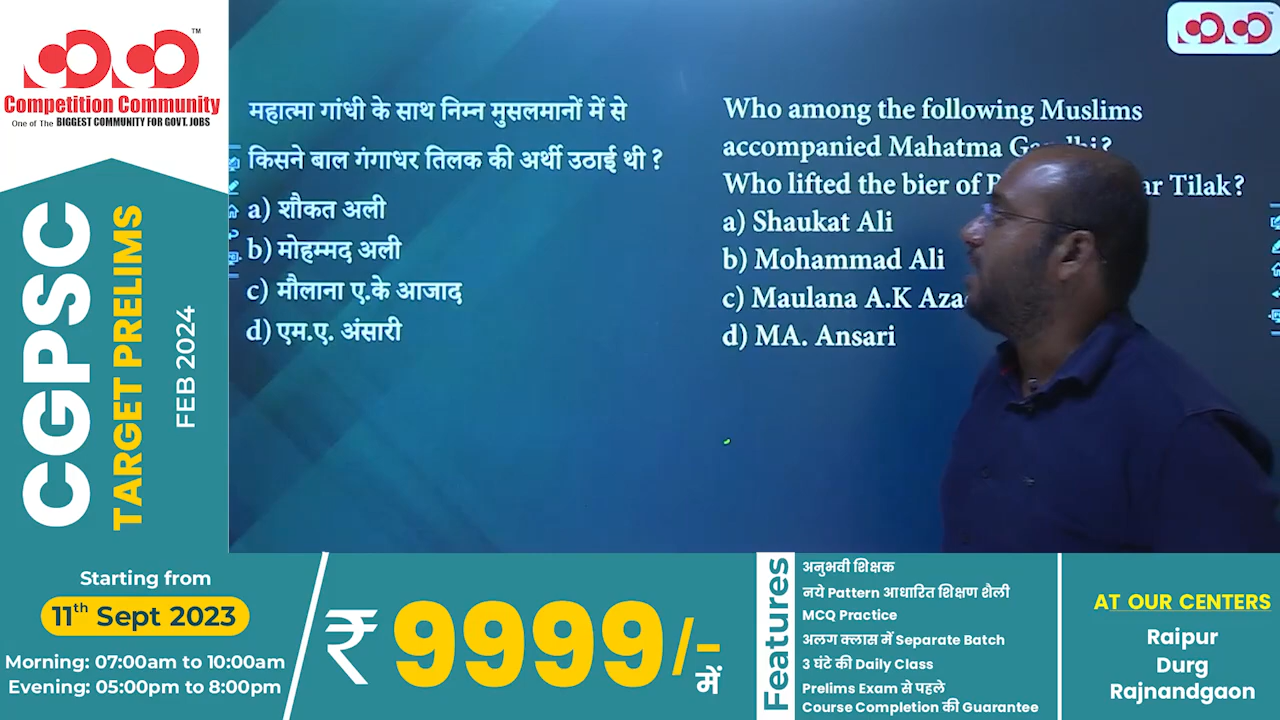 Competition Community
One of The BIGGEST COMMUNITY FOR GOVT. JOBS
CGPSC
TARGET PRELIMS
FEB 2024
महात्मा गांधी के साथ निम्न मुसलमानों में से
किसने बाल गंगाधर तिलक की अर्थी उठाई थी ?
a) शौकत अली
b) मोहम्मद अली
c) मौलाना ए.के आजाद
d) एम.ए. अंसारी
Who among the following Muslims
accompanied Mahatma
Who lifted the bier of Tilak?
a) Shaukat Ali
b) Mohammad Ali
c) Maulana A.K
d) MA. Ansari
Starting from
11th Sept 2023
Morning: 07:00am to 10:00am
Evening: 05:00pm to 8:00pm
₹ 9999/- में
Features
अनुभवी शिक्षक
नये Pattern आधारित शिक्षण शैली
MCQ Practice
अलग क्लास में Separate Batch
3 घंटे की Daily Class
Prelims Exam से पहले
Course Completion की Guarantee
AT OUR CENTERS
Raipur
Durg
Rajnandgaon